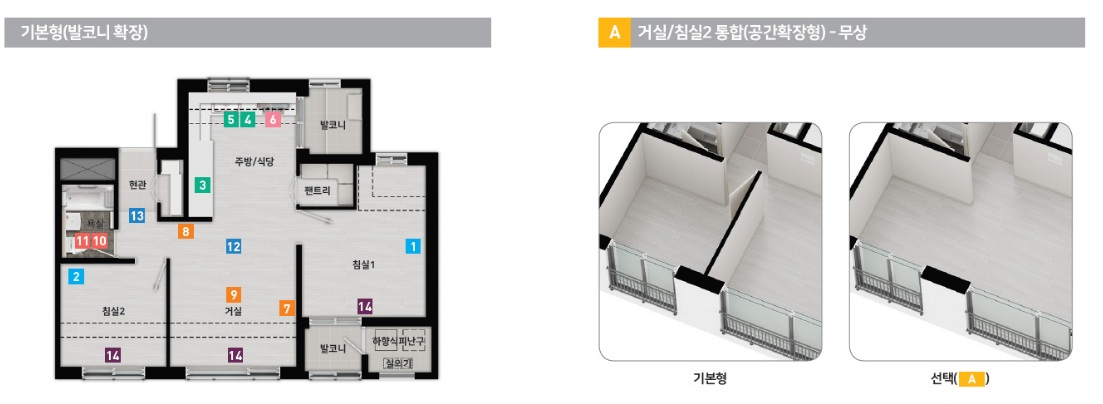 기본형(발코니 확장)
A 거실/침실2 통합(공간확장형) - 무상
5 4 6
발코니
주방/식당
현관
3
팬트리
13
욕실
11 10
8
12
1
2
침실1
9
침실2
거실
7
14
발코니
하향식피난구
14
14
실외기
기본형
선택( A )